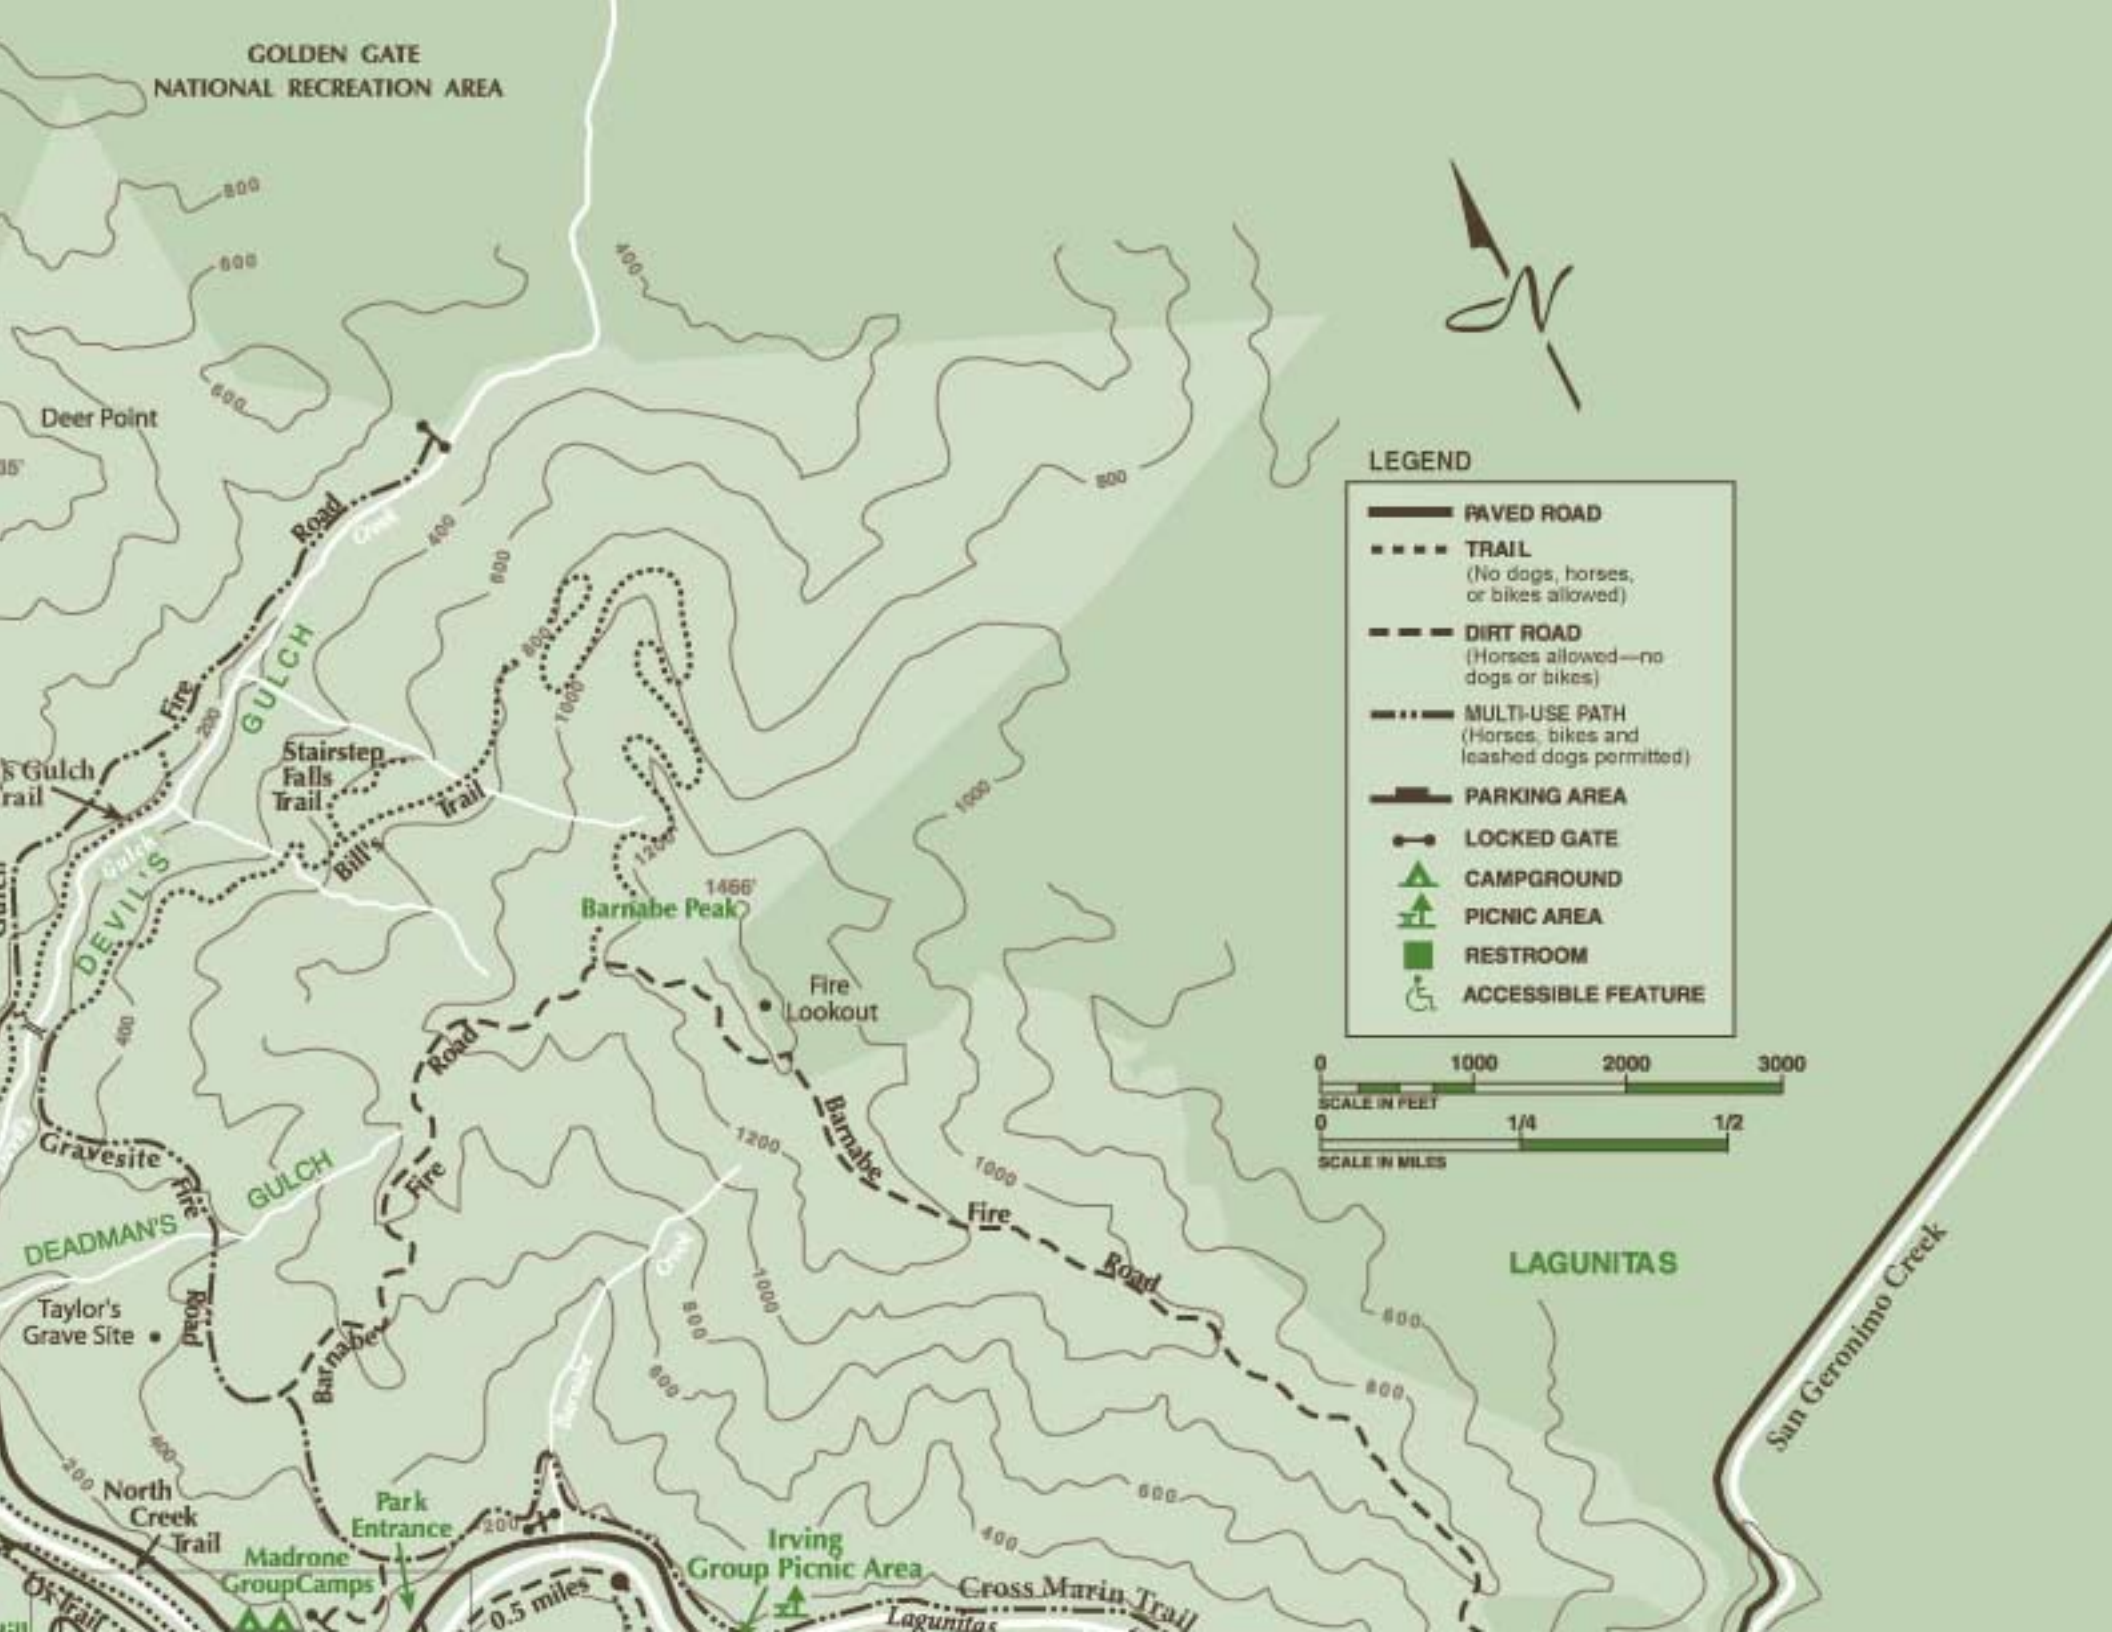 GOLDEN GATE
NATIONAL RECREATION AREA
800
600
400
600
Deer Point
LEGEND
800
PAVED ROAD
TRAIL
(No dogs, horses,
or bikes allowed)
DIRT ROAD
(Horses allowed—no
dogs or bikes)
MULTI-USE PATH
(Horses, bikes and
leashed dogs permitted)
PARKING AREA
LOCKED GATE
CAMPGROUND
PICNIC AREA
RESTROOM
ACCESSIBLE FEATURE
0 1000 2000 3000
SCALE IN FEET
0 1/4 1/2
SCALE IN MILES
Road
Creek
400
600
800
1000
Fire
200
GULCH
Stairstep
Falls
Trail
's Gulch
Trail
Bill's
Gulch
DEVIL'S
1000
1200
1466'
Barnabe Peak
Fire
Lookout
400
Road
Barnabe
1200
1000
Gravesite
Fire
GULCH
Fire
DEADMAN'S
Fire
Road
LAGUNITAS
San Geronimo Creek
Creek
1000
800
600
Taylor's
Grave Site
Road
Barnabe
Barnabe
600
800
400
200
North
Creek
Trail
Park
Entrance
200
600
400
Madrone
GroupCamps
Irving
Group Picnic Area
Cross Marin Trail
0.5 miles
Lagunitas
Ox Trail